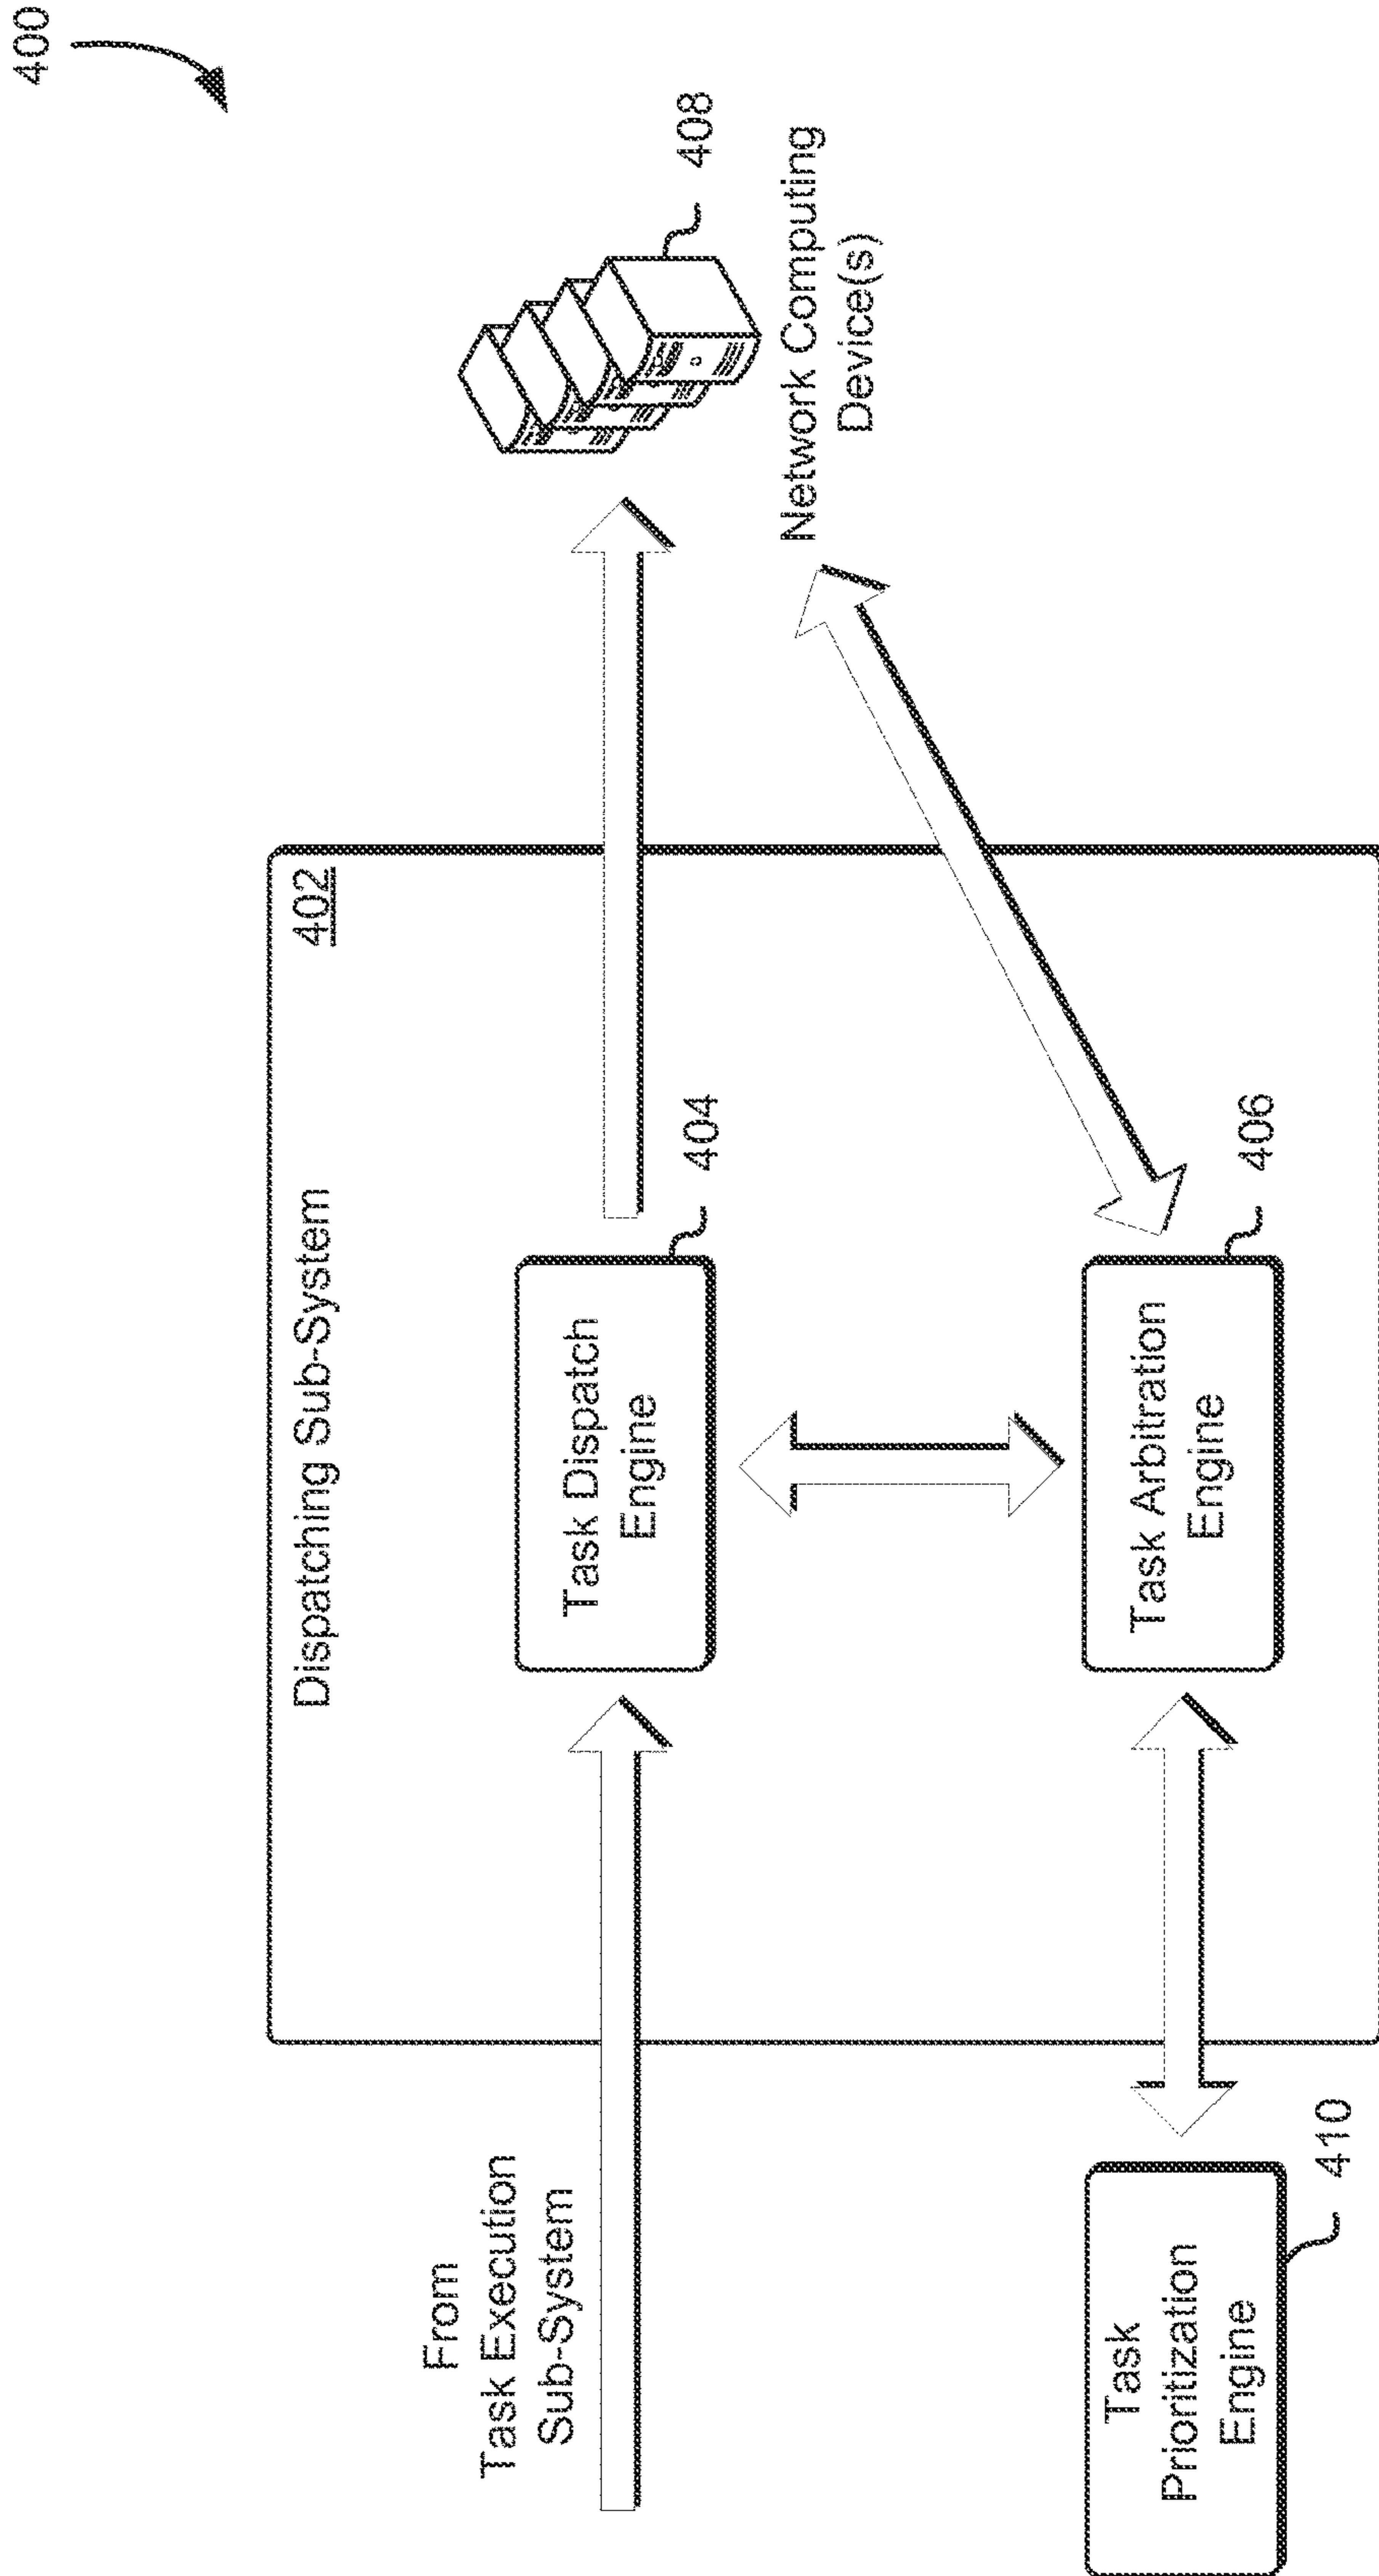 400
Dispatching Sub-System
402
From
Task Execution
Sub-System
Task Dispatch
Engine
404
408
Network Computing
Device(s)
Task
Prioritization
Engine
410
Task Arbitration
Engine
406